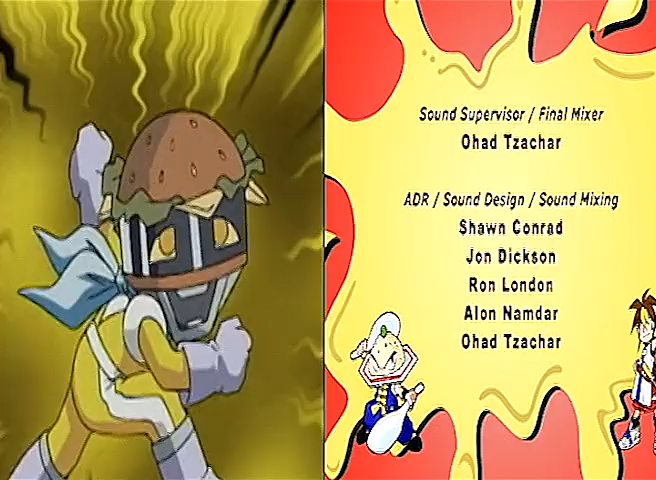 Sound Supervisor / Final Mixer
Ohad Tzachar
ADR / Sound Design / Sound Mixing
Shawn Conrad
Jon Dickson
Ron London
Alon Namdar
Ohad Tzachar